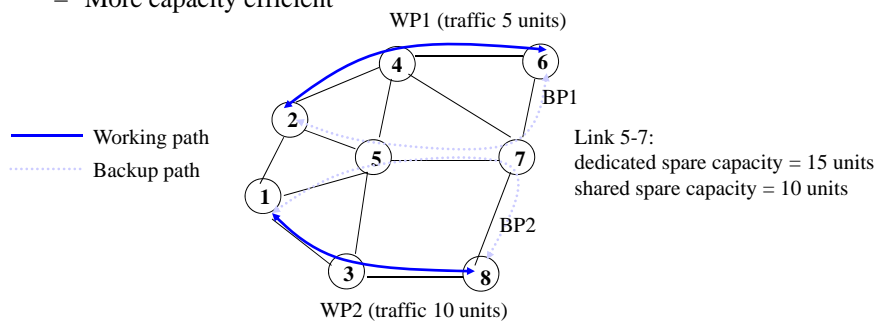 – More capacity efficient
WP1 (traffic 5 units)
4
6
BP1
2
Working path
Backup path
5
7
Link 5-7:
dedicated spare capacity = 15 units
shared spare capacity = 10 units
1
BP2
3
8
WP2 (traffic 10 units)